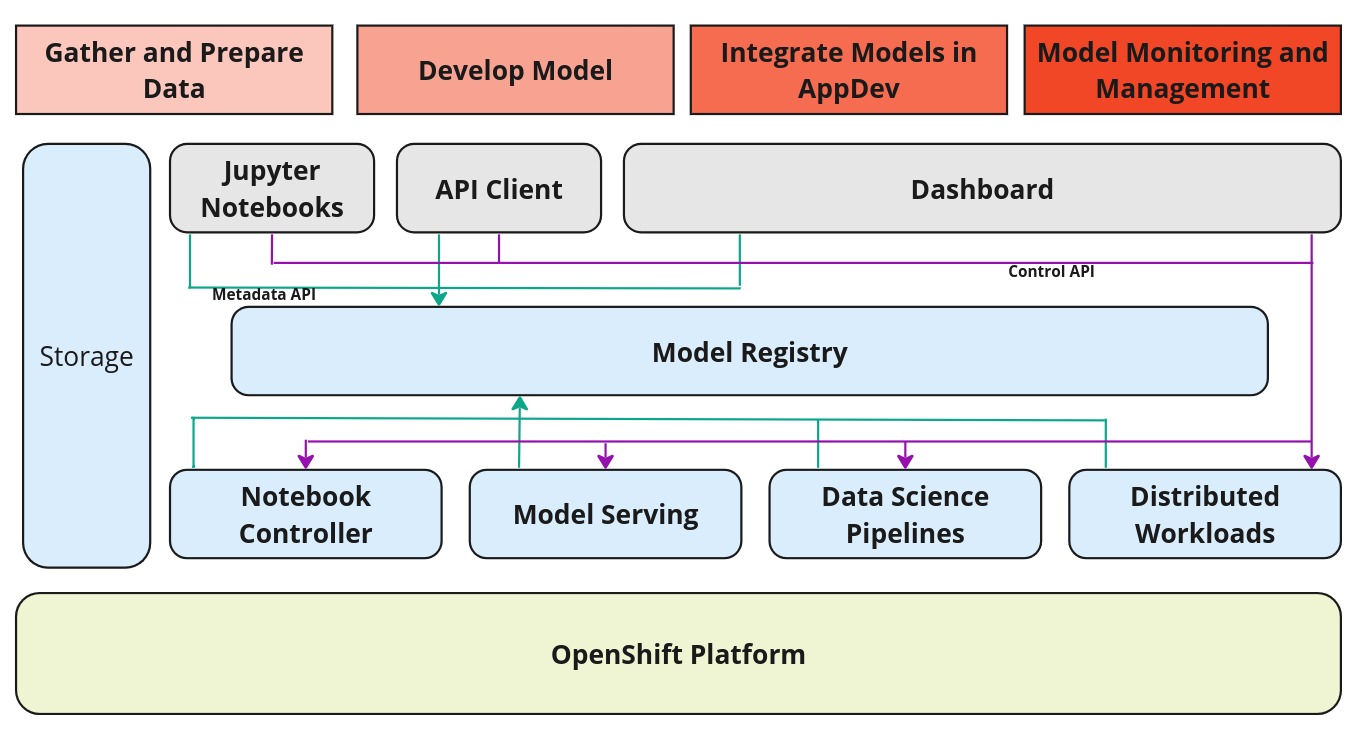 Gather and Prepare
Data
Develop Model
Integrate Models in
AppDev
Model Monitoring and
Management
Storage
Jupyter
Notebooks
API Client
Dashboard
Control API
Metadata API
Model Registry
Notebook
Controller
Model Serving
Data Science
Pipelines
Distributed
Workloads
OpenShift Platform